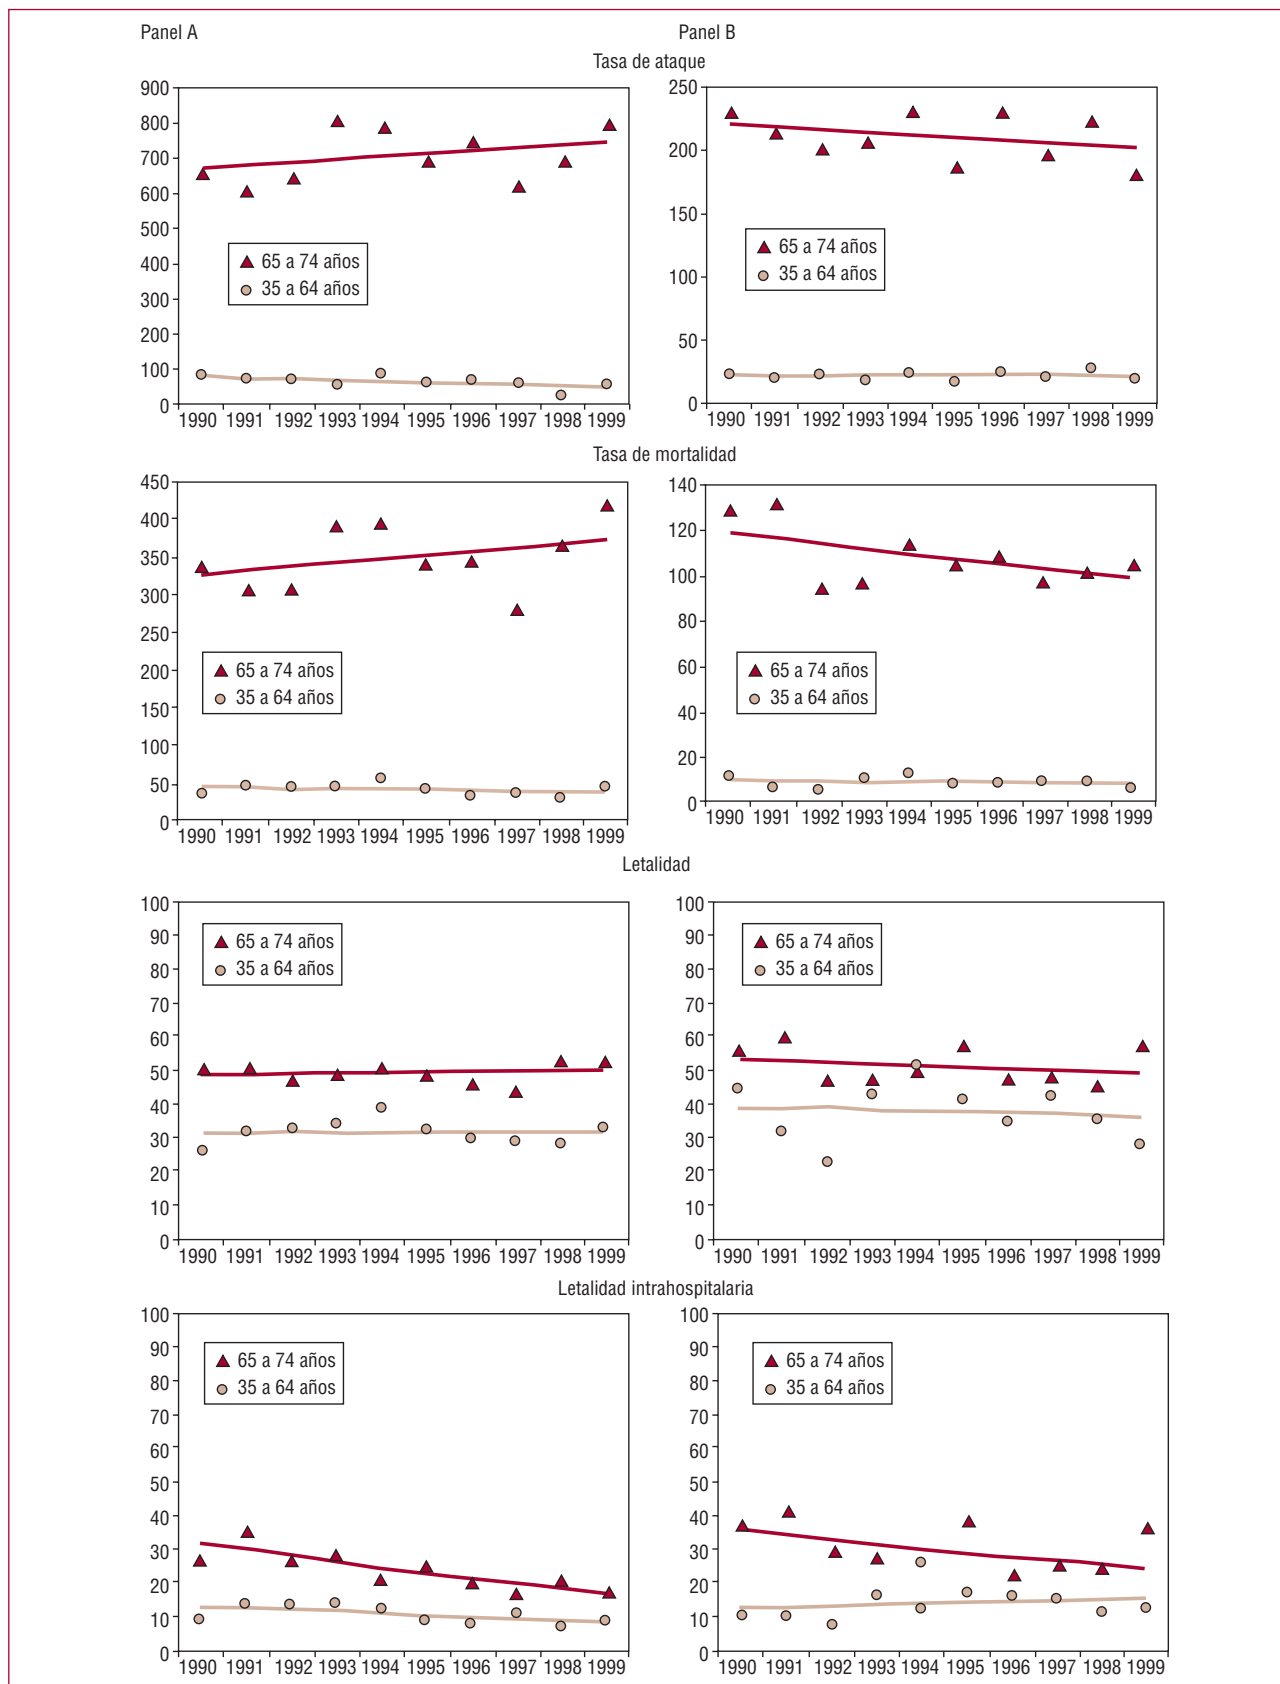 Panel A
Panel B
Tasa de ataque
900
800
700
600
500
400
300
200
100
0
65 a 74 años
35 a 64 años
1990 1991 1992 1993 1994 1995 1996 1997 1998 1999
250
200
150
100
50
0
65 a 74 años
35 a 64 años
1990 1991 1992 1993 1994 1995 1996 1997 1998 1999
Tasa de mortalidad
450
400
350
300
250
200
150
100
50
0
65 a 74 años
35 a 64 años
1990 1991 1992 1993 1994 1995 1996 1997 1998 1999
140
120
100
80
60
40
20
0
65 a 74 años
35 a 64 años
1990 1991 1992 1993 1994 1995 1996 1997 1998 1999
Letalidad
100
90
80
70
60
50
40
30
20
10
0
65 a 74 años
35 a 64 años
1990 1991 1992 1993 1994 1995 1996 1997 1998 1999
100
90
80
70
60
50
40
30
20
10
0
65 a 74 años
35 a 64 años
1990 1991 1992 1993 1994 1995 1996 1997 1998 1999
Letalidad intrahospitalaria
100
90
80
70
60
50
40
30
20
10
0
65 a 74 años
35 a 64 años
1990 1991 1992 1993 1994 1995 1996 1997 1998 1999
100
90
80
70
60
50
40
30
20
10
0
65 a 74 años
35 a 64 años
1990 1991 1992 1993 1994 1995 1996 1997 1998 1999